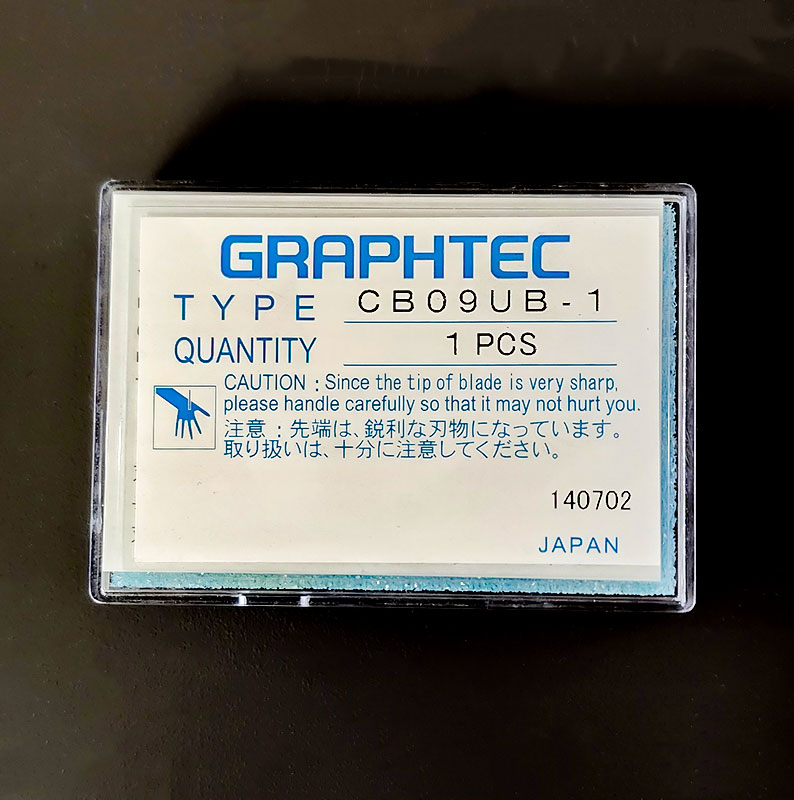 GRAPHTEC
TYPE CB09UB-1
QUANTITY 1 PCS
CAUTION : Since the tip of blade is very sharp,
please handle carefully so that it may not hurt you.
注意 : 先端は、鋭利な刃物になっています。
取り扱いは、十分に注意してください。
140702
JAPAN